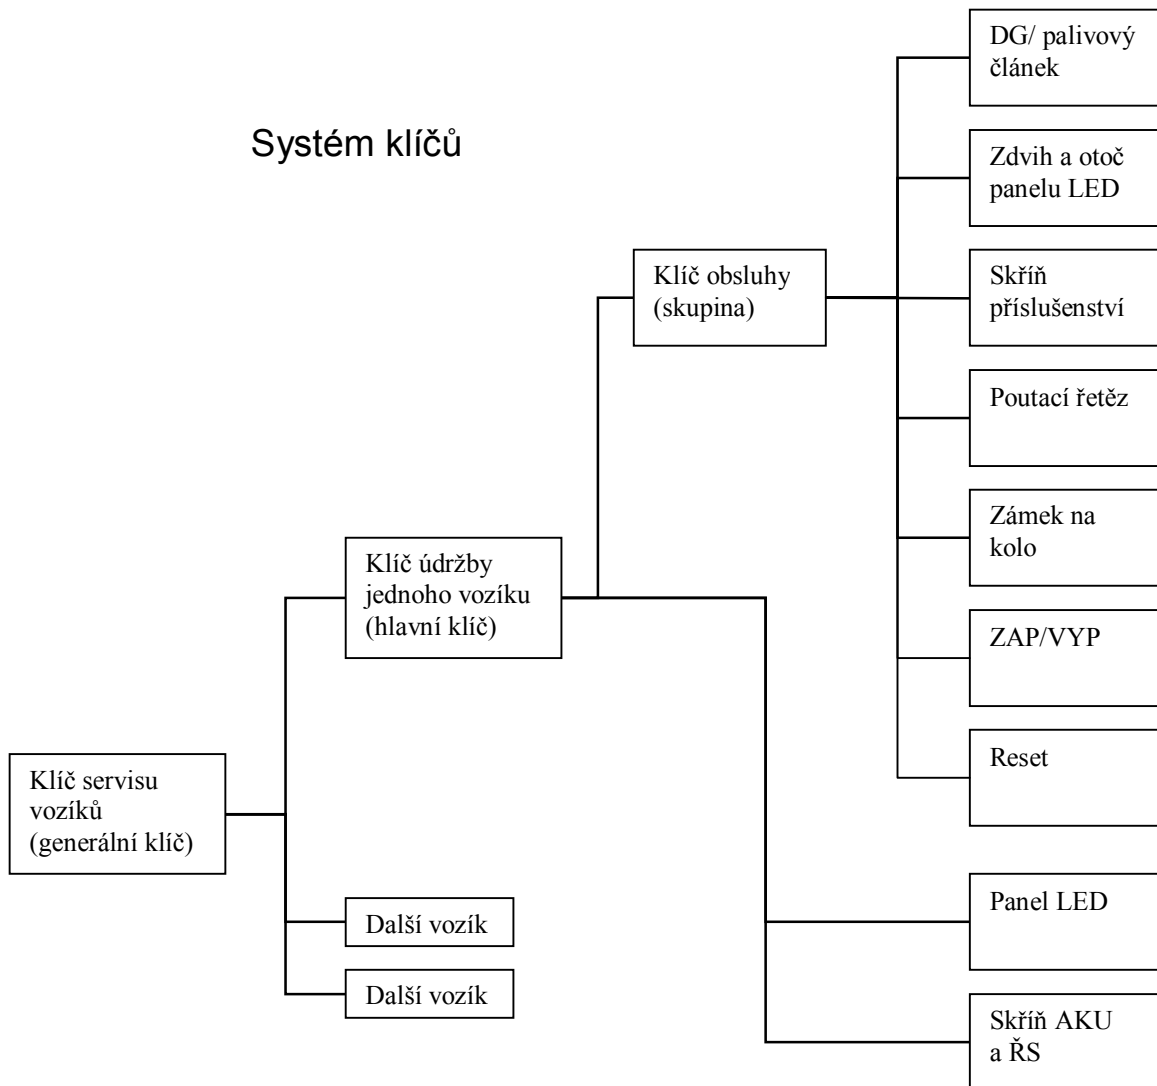 Systém klíčů
DG/ palivový
článek
Zdvih a otoč
panelu LED
Klíč obsluhy
(skupina)
Skříň
příslušenství
Poutací řetěz
Zámek na
kolo
Klíč údržby
jednoho vozíku
(hlavní klíč)
ZAP/VYP
Reset
Klíč servisu
vozíků
(generální klíč)
Panel LED
Další vozík
Další vozík
Skříň AKU
a ŘS